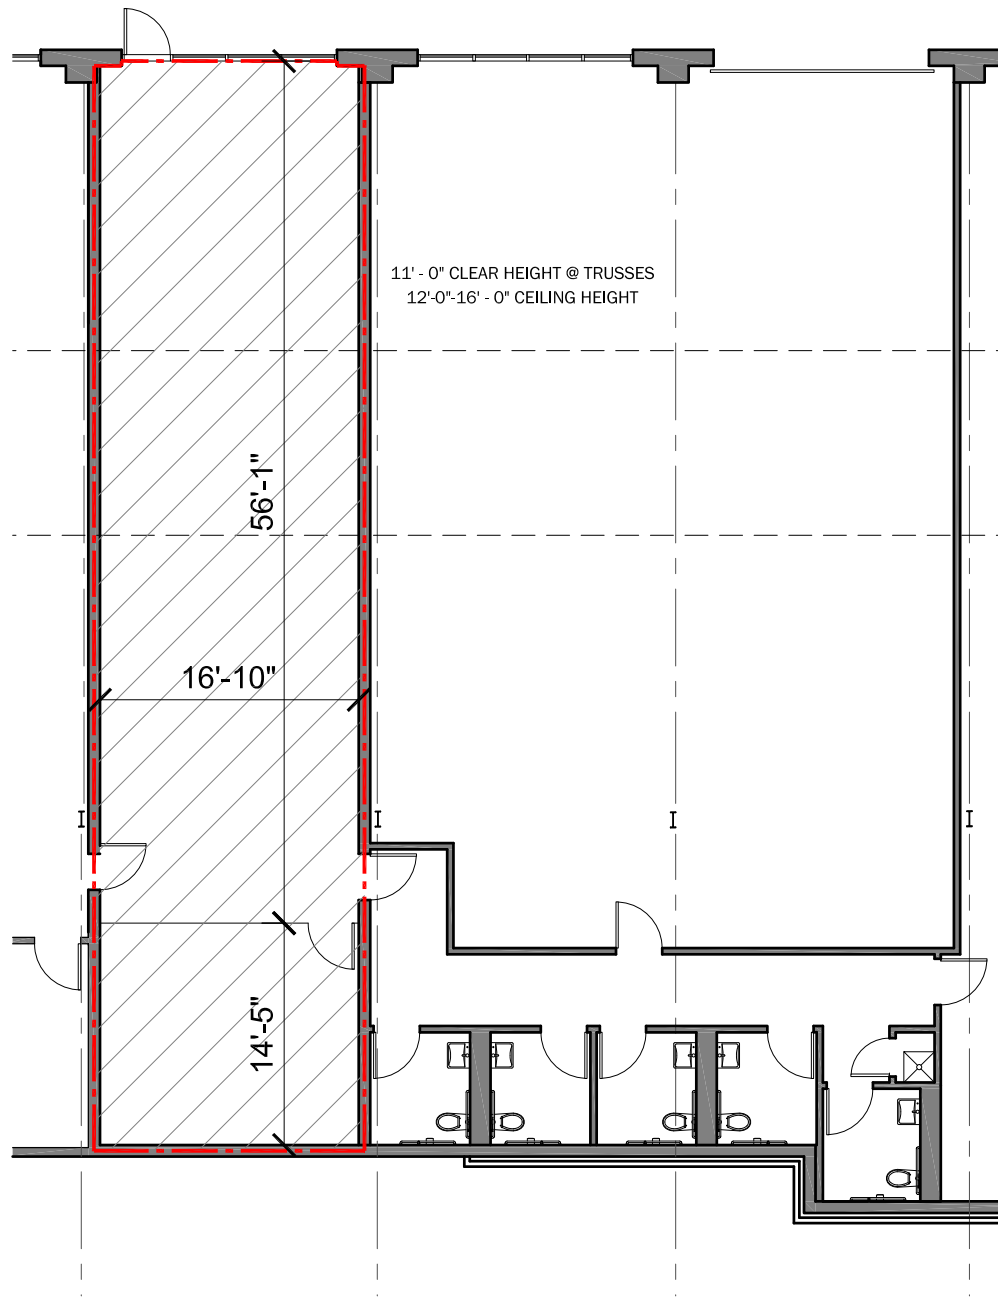 11' - 0" CLEAR HEIGHT @ TRUSSES
12'-0"-16' - 0" CEILING HEIGHT
56'-1"
16'-10"
14'-5"